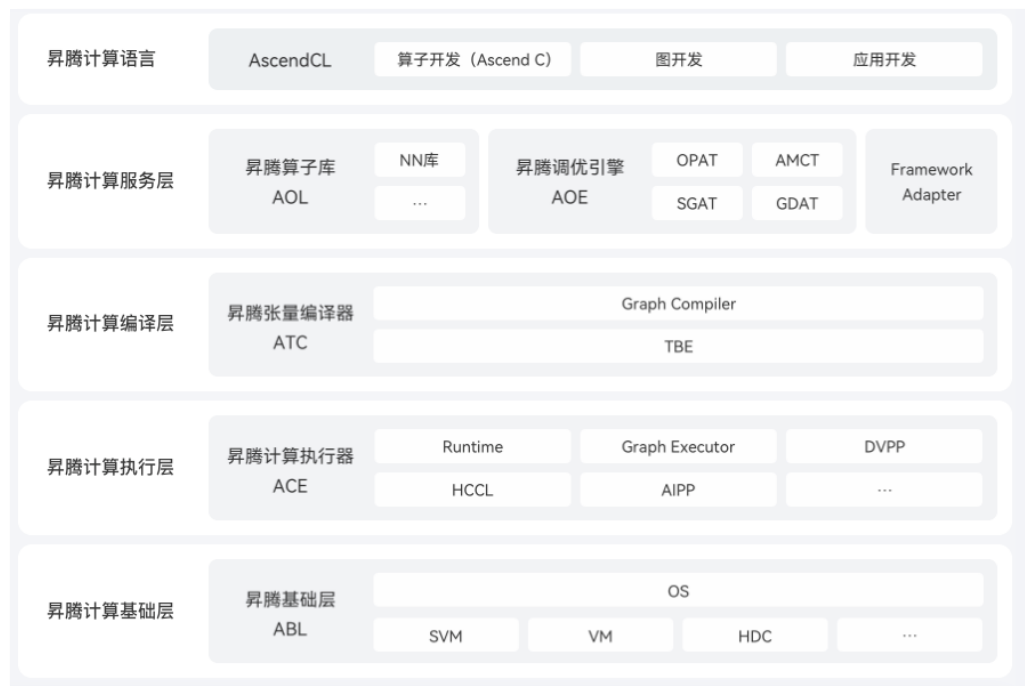 昇腾计算语言
AscendCL
算子开发（Ascend C）
图开发
应用开发
昇腾计算服务层
昇腾算子库
AOL
NN库
...
昇腾调优引擎
AOE
OPAT
AMCT
SGAT
GDAT
Framework
Adapter
昇腾计算编译层
昇腾张量编译器
ATC
Graph Compiler
TBE
昇腾计算执行层
昇腾计算执行器
ACE
Runtime
Graph Executor
DVPP
HCCL
AIPP
...
昇腾计算基础层
昇腾基础层
ABL
OS
SVM
VM
HDC
...